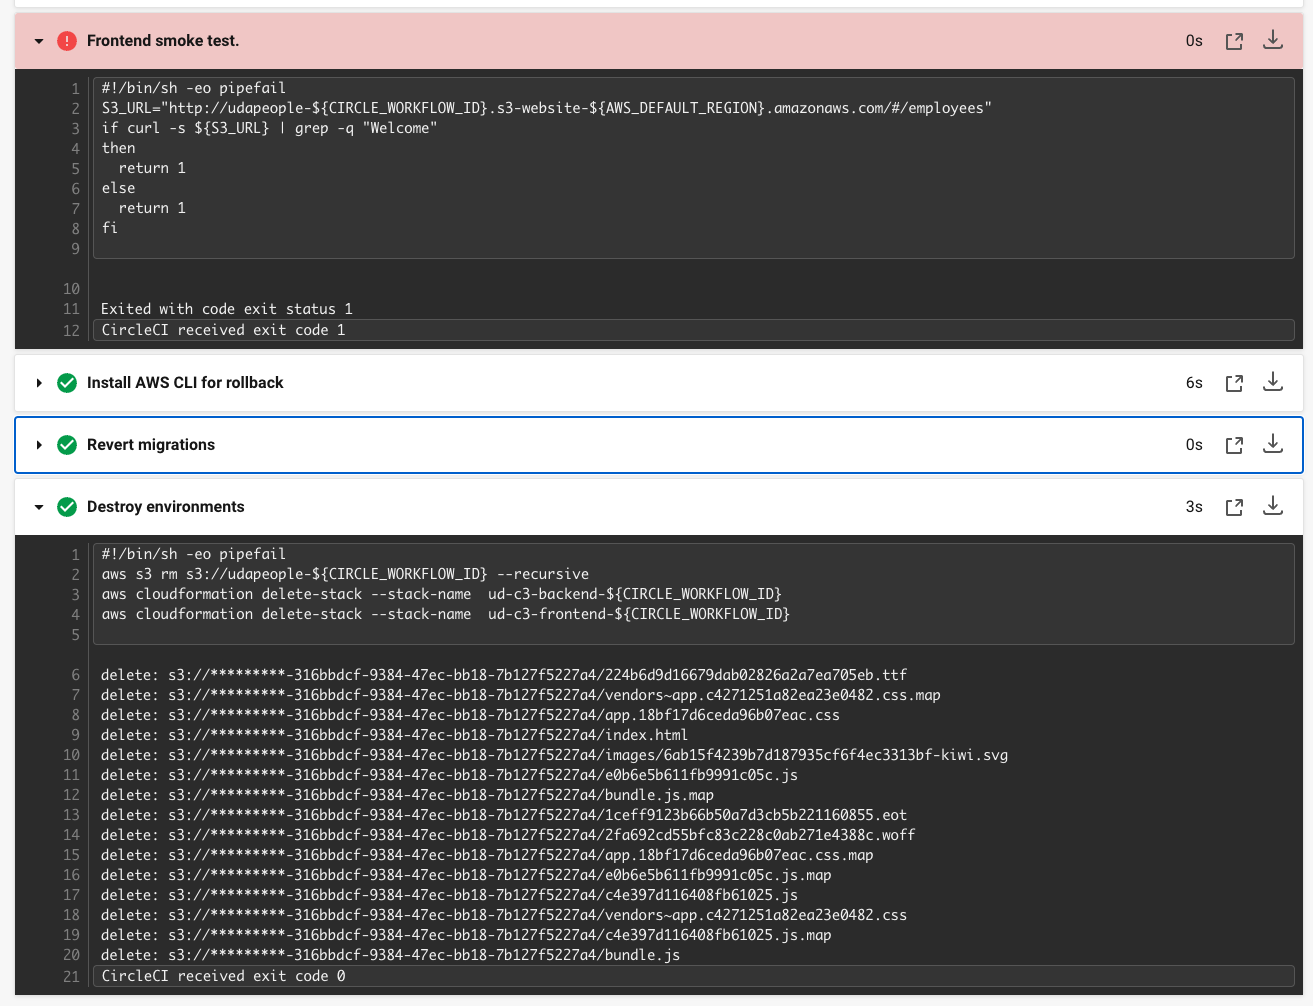 Frontend smoke test.
0s
1 #!/bin/sh -eo pipefail
2 S3_URL="http://udapeople-${CIRCLE_WORKFLOW_ID}.s3-website-${AWS_DEFAULT_REGION}.amazonaws.com/#/employees"
3 if curl -s ${S3_URL} | grep -q "Welcome"
4 then
5   return 1
6 else
7   return 1
8 fi
9
10
11 Exited with code exit status 1
12 CircleCI received exit code 1
Install AWS CLI for rollback
6s
Revert migrations
0s
Destroy environments
3s
1 #!/bin/sh -eo pipefail
2 aws s3 rm s3://udapeople-${CIRCLE_WORKFLOW_ID} --recursive
3 aws cloudformation delete-stack --stack-name  ud-c3-backend-${CIRCLE_WORKFLOW_ID}
4 aws cloudformation delete-stack --stack-name  ud-c3-frontend-${CIRCLE_WORKFLOW_ID}
5
6 delete: s3://*********-316bbdcf-9384-47ec-bb18-7b127f5227a4/224b6d9d16679dab02826a2a7ea705eb.ttf
7 delete: s3://*********-316bbdcf-9384-47ec-bb18-7b127f5227a4/vendors~app.c4271251a82ea23e0482.css.map
8 delete: s3://*********-316bbdcf-9384-47ec-bb18-7b127f5227a4/app.18bf17d6ceda96b07eac.css
9 delete: s3://*********-316bbdcf-9384-47ec-bb18-7b127f5227a4/index.html
10 delete: s3://*********-316bbdcf-9384-47ec-bb18-7b127f5227a4/images/6ab15f4239b7d187935cf6f4ec3313bf-kiwi.svg
11 delete: s3://*********-316bbdcf-9384-47ec-bb18-7b127f5227a4/e0b6e5b611fb9991c05c.js
12 delete: s3://*********-316bbdcf-9384-47ec-bb18-7b127f5227a4/bundle.js.map
13 delete: s3://*********-316bbdcf-9384-47ec-bb18-7b127f5227a4/1ceff9123b66b50a7d3cb5b221160855.eot
14 delete: s3://*********-316bbdcf-9384-47ec-bb18-7b127f5227a4/2fa692cd55bfc83c228c0ab271e4388c.woff
15 delete: s3://*********-316bbdcf-9384-47ec-bb18-7b127f5227a4/app.18bf17d6ceda96b07eac.css.map
16 delete: s3://*********-316bbdcf-9384-47ec-bb18-7b127f5227a4/e0b6e5b611fb9991c05c.js.map
17 delete: s3://*********-316bbdcf-9384-47ec-bb18-7b127f5227a4/c4e397d116408fb61025.js
18 delete: s3://*********-316bbdcf-9384-47ec-bb18-7b127f5227a4/vendors~app.c4271251a82ea23e0482.css
19 delete: s3://*********-316bbdcf-9384-47ec-bb18-7b127f5227a4/c4e397d116408fb61025.js.map
20 delete: s3://*********-316bbdcf-9384-47ec-bb18-7b127f5227a4/bundle.js
21 CircleCI received exit code 0